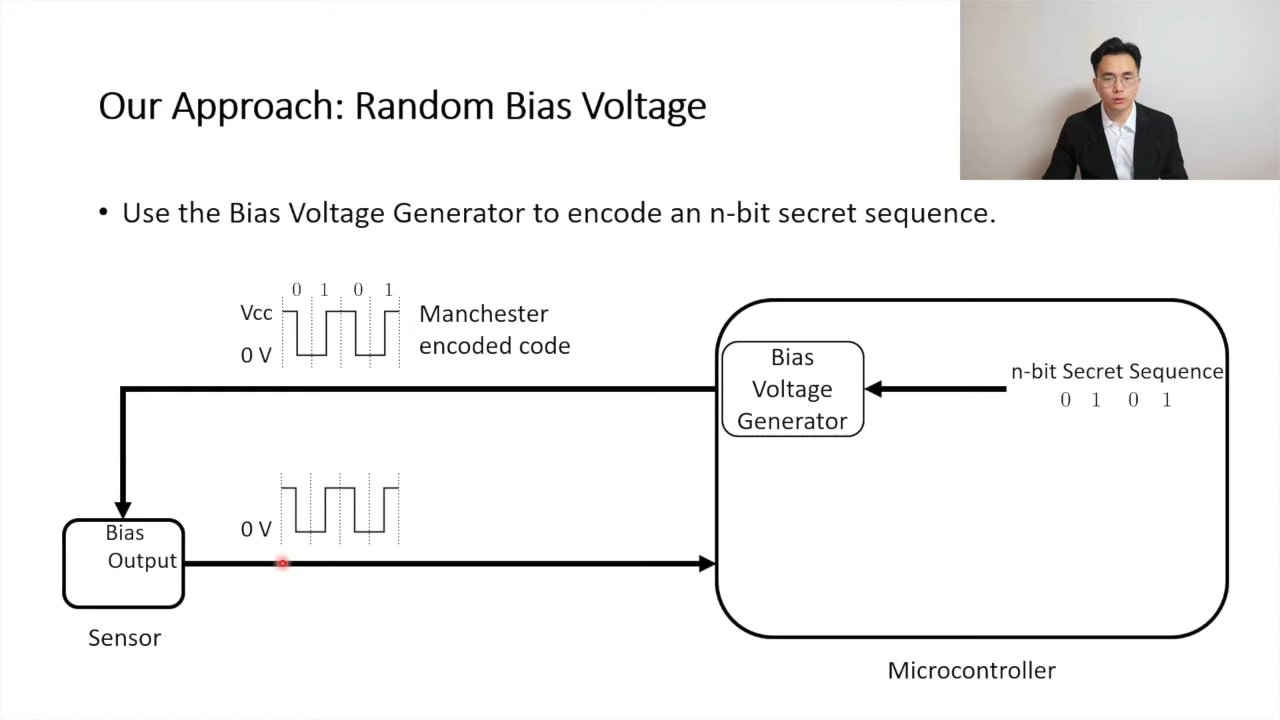 Our Approach: Random Bias Voltage
• Use the Bias Voltage Generator to encode an n-bit secret sequence.
0 1 0 1
Vcc
0 V
Manchester
encoded code
Bias
Voltage
Generator
n-bit Secret Sequence
0 1 0 1
0 V
Bias
Output
Sensor
Microcontroller